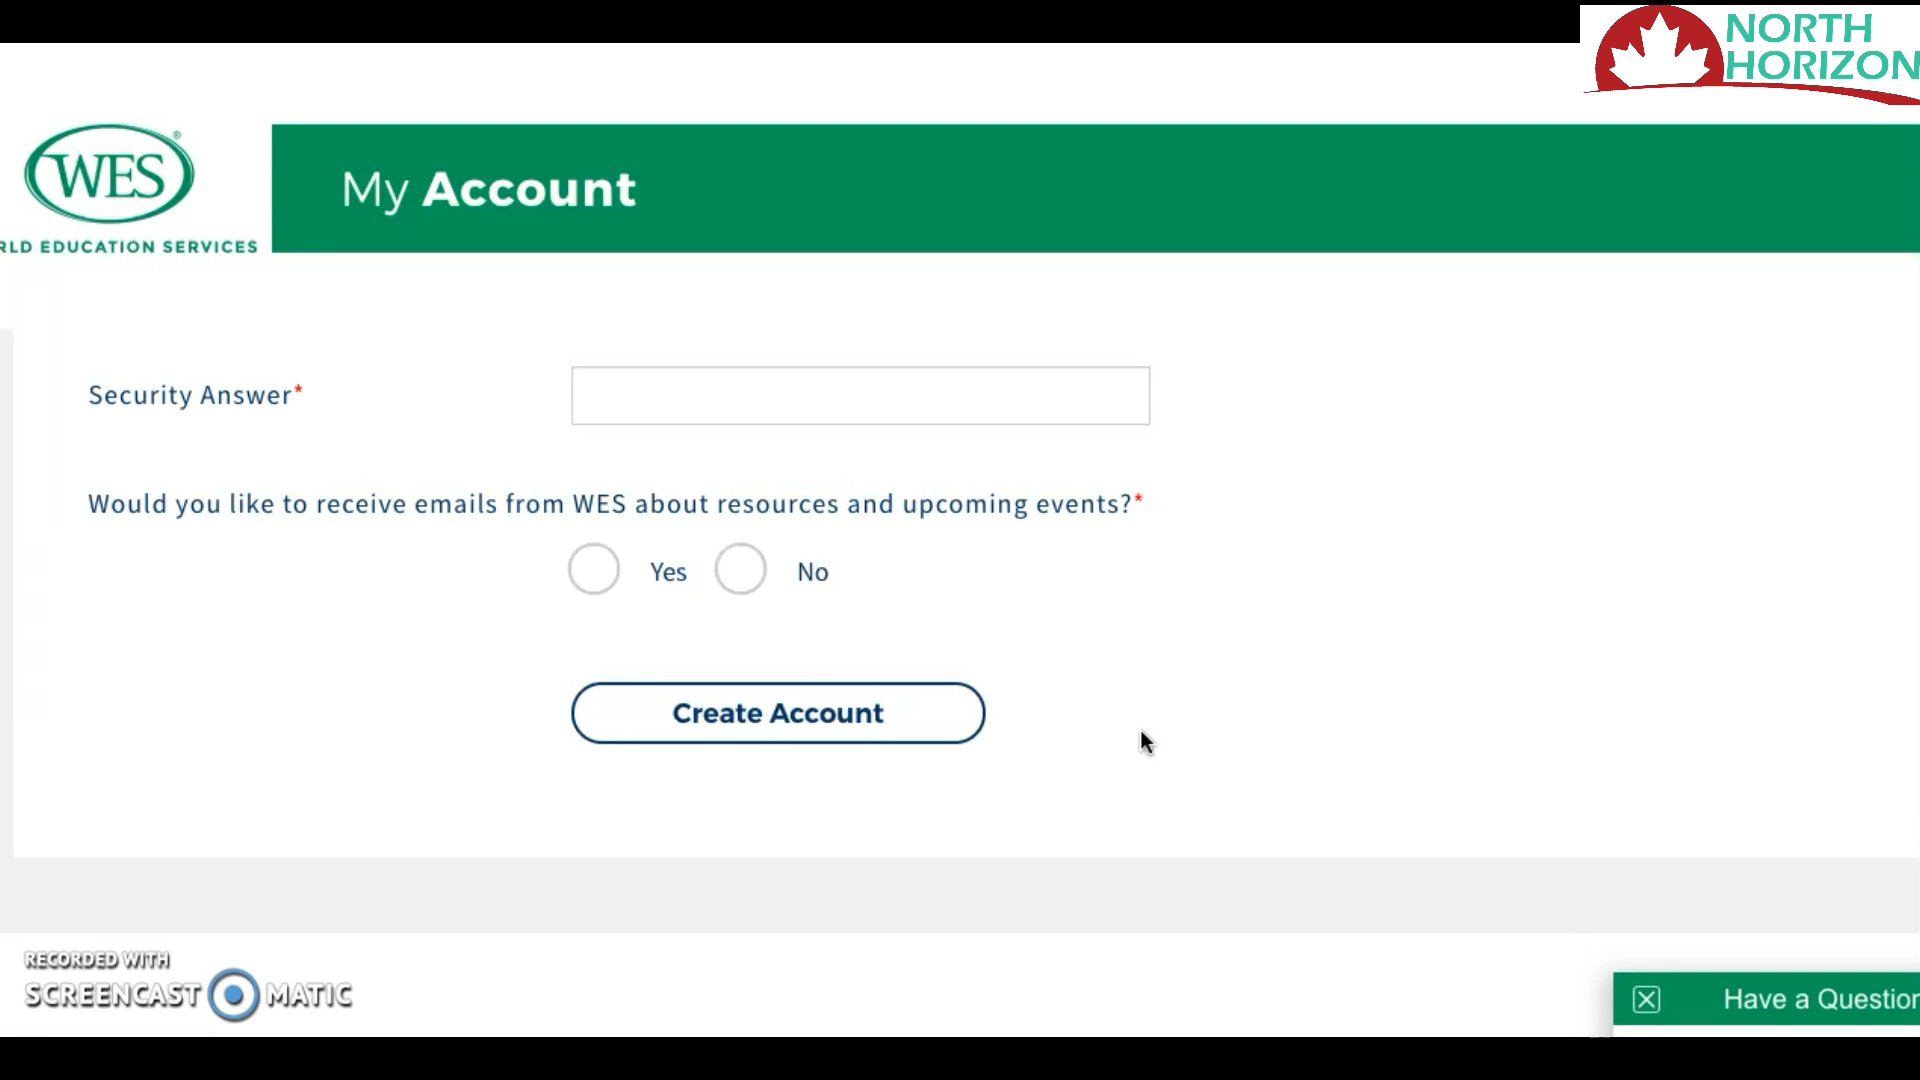 NORTH
HORIZON
WES®
RLD EDUCATION SERVICES
My Account
Security Answer*
Would you like to receive emails from WES about resources and upcoming events?*
Yes No
Create Account
RECORDED WITH
SCREENCAST MATIC
Have a Question